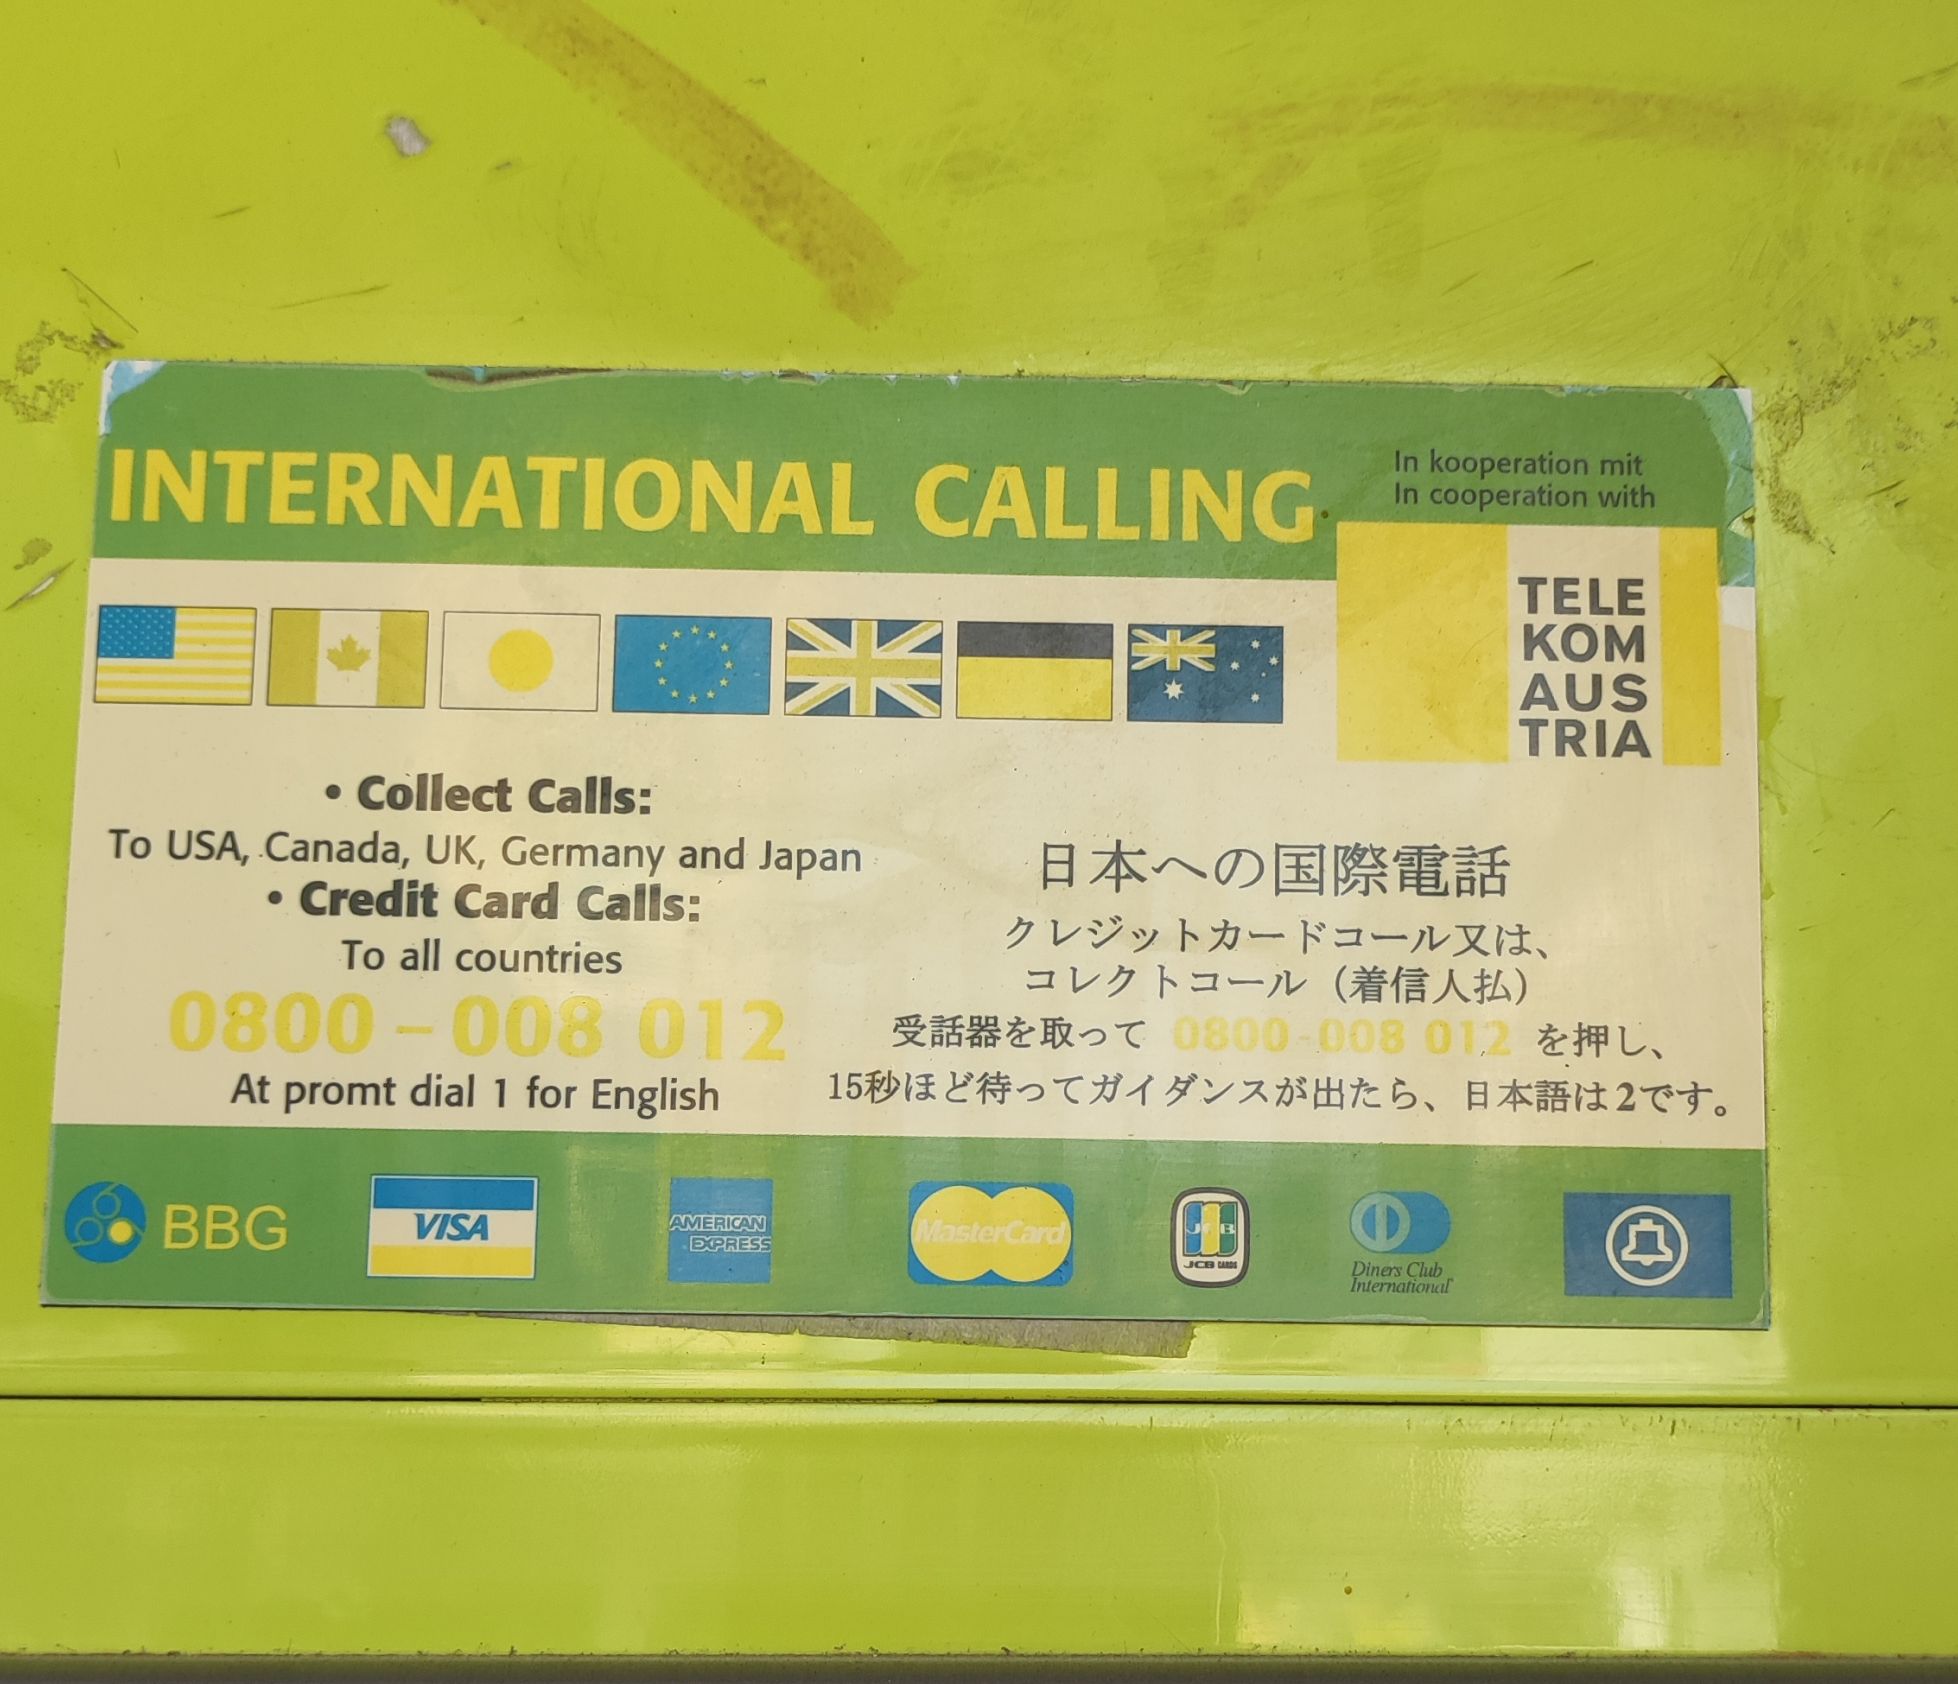 INTERNATIONAL CALLING
In kooperation mit
In cooperation with
TELE
KOM
AUS
TRIA
• Collect Calls:
To USA, Canada, UK, Germany and Japan
• Credit Card Calls:
To all countries
0800 – 008 012
At promt dial 1 for English
日本への国際電話
クレジットカードコール又は、
コレクトコール（着信人払）
受話器を取って 0800-008 012 を押し、
15秒ほど待ってガイダンスが出たら、日本語は2です。
BBG
VISA
AMERICAN
EXPRESS
MasterCard
JCB
JCB CARDS
Diners Club
International